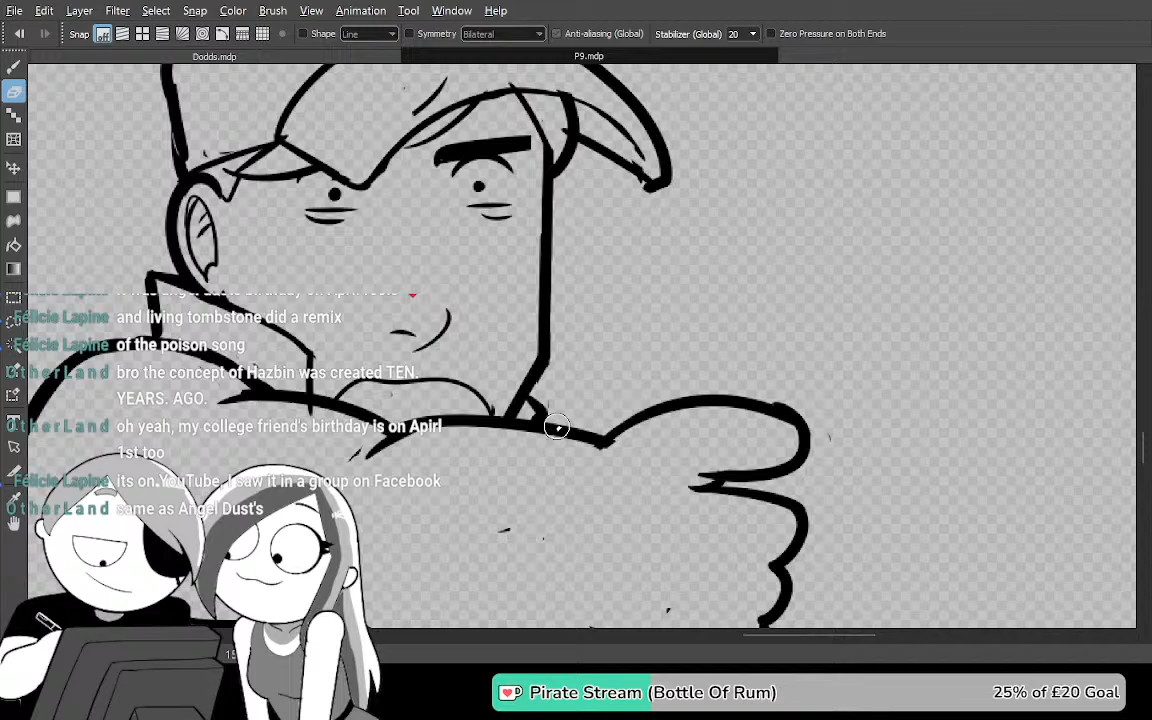 File Edit Layer Filter Select Snap Color Brush View Animation Tool Window Help
Snap off Shape Line Symmetry Bilateral Anti-aliasing (Global) Stabilizer (Global) 20 Zero Pressure on Both Ends
Dodds.mdp P9.mdp
Félicie Lapine and living tombstone did a remix
Félicie Lapine of the poison song
OtherLand bro the concept of Hazbin was created TEN.
YEARS. AGO.
OtherLand oh yeah, my college friend's birthday is on Apirl
1st too
Félicie Lapine its on YouTube, I saw it in a group on Facebook
OtherLand same as Angel Dust's
Pirate Stream (Bottle Of Rum) 25% of £20 Goal